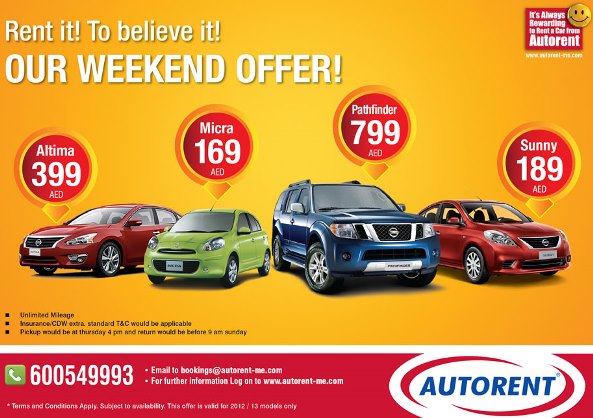 Rent it! To believe it!
OUR WEEKEND OFFER!
It's Always
Rewarding
to Rent a Car from
Autorent
www.autorent-me.com
Altima
399
AED
Micra
169
AED
Pathfinder
799
AED
Sunny
189
AED
NISSAN
MICRA
PATHFINDER
Unlimited Mileage
Insurance/CDW extra, standard T&C would be applicable
Pickup would be at thursday 4 pm and return would be before 9 am sunday
600549993
• Email to bookings@autorent-me.com
• For further information Log on to www.autorent-me.com
AUTORENT®
* Terms and Conditions Apply. Subject to availability. This offer is valid for 2012 / 13 models only